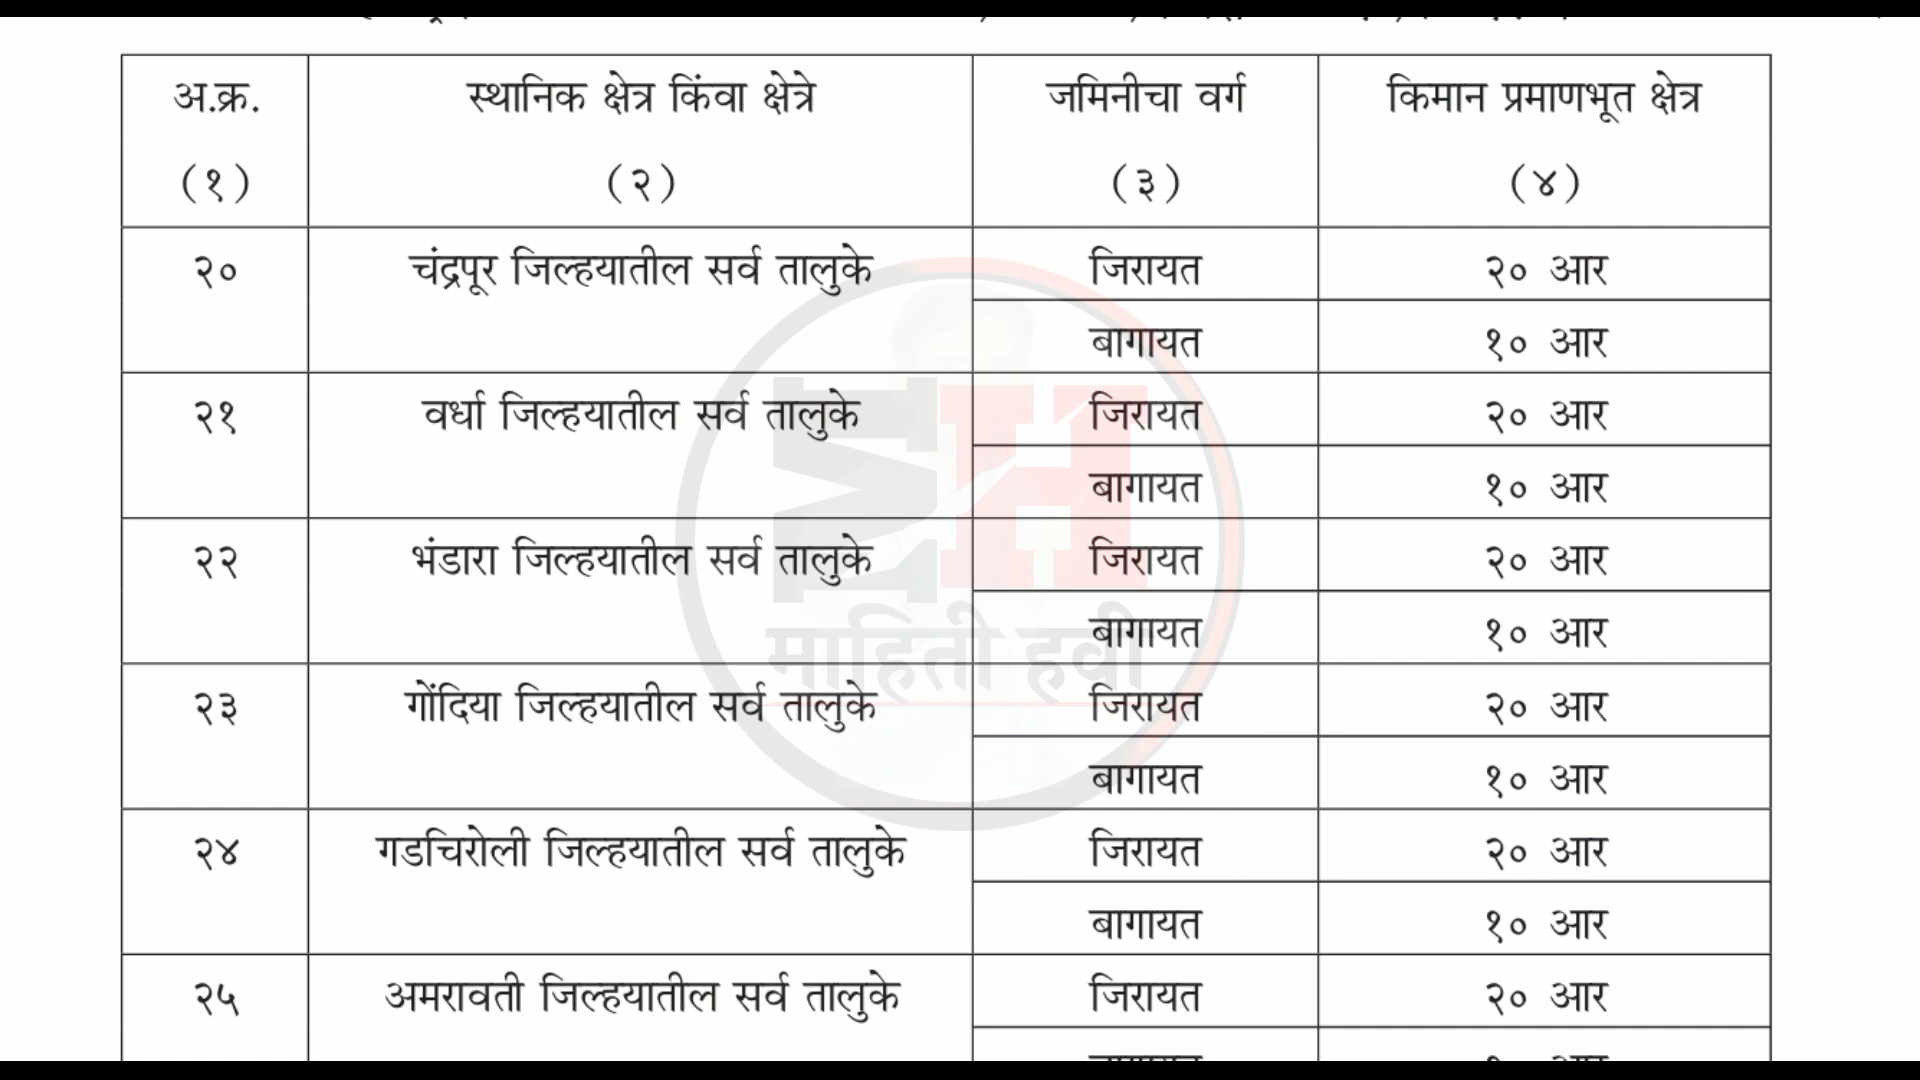 अ.क्र. स्थानिक क्षेत्र किंवा क्षेत्रे जमिनीचा वर्ग किमान प्रमाणभूत क्षेत्र
(१) (२) (३) (४)
२० चंद्रपूर जिल्हयातील सर्व तालुके जिरायत २० आर
बागायत १० आर
२१ वर्धा जिल्हयातील सर्व तालुके जिरायत २० आर
बागायत १० आर
२२ भंडारा जिल्हयातील सर्व तालुके जिरायत २० आर
बागायत १० आर
माहिती हवी
२३ गोंदिया जिल्हयातील सर्व तालुके जिरायत २० आर
बागायत १० आर
२४ गडचिरोली जिल्हयातील सर्व तालुके जिरायत २० आर
बागायत १० आर
२५ अमरावती जिल्हयातील सर्व तालुके जिरायत २० आर